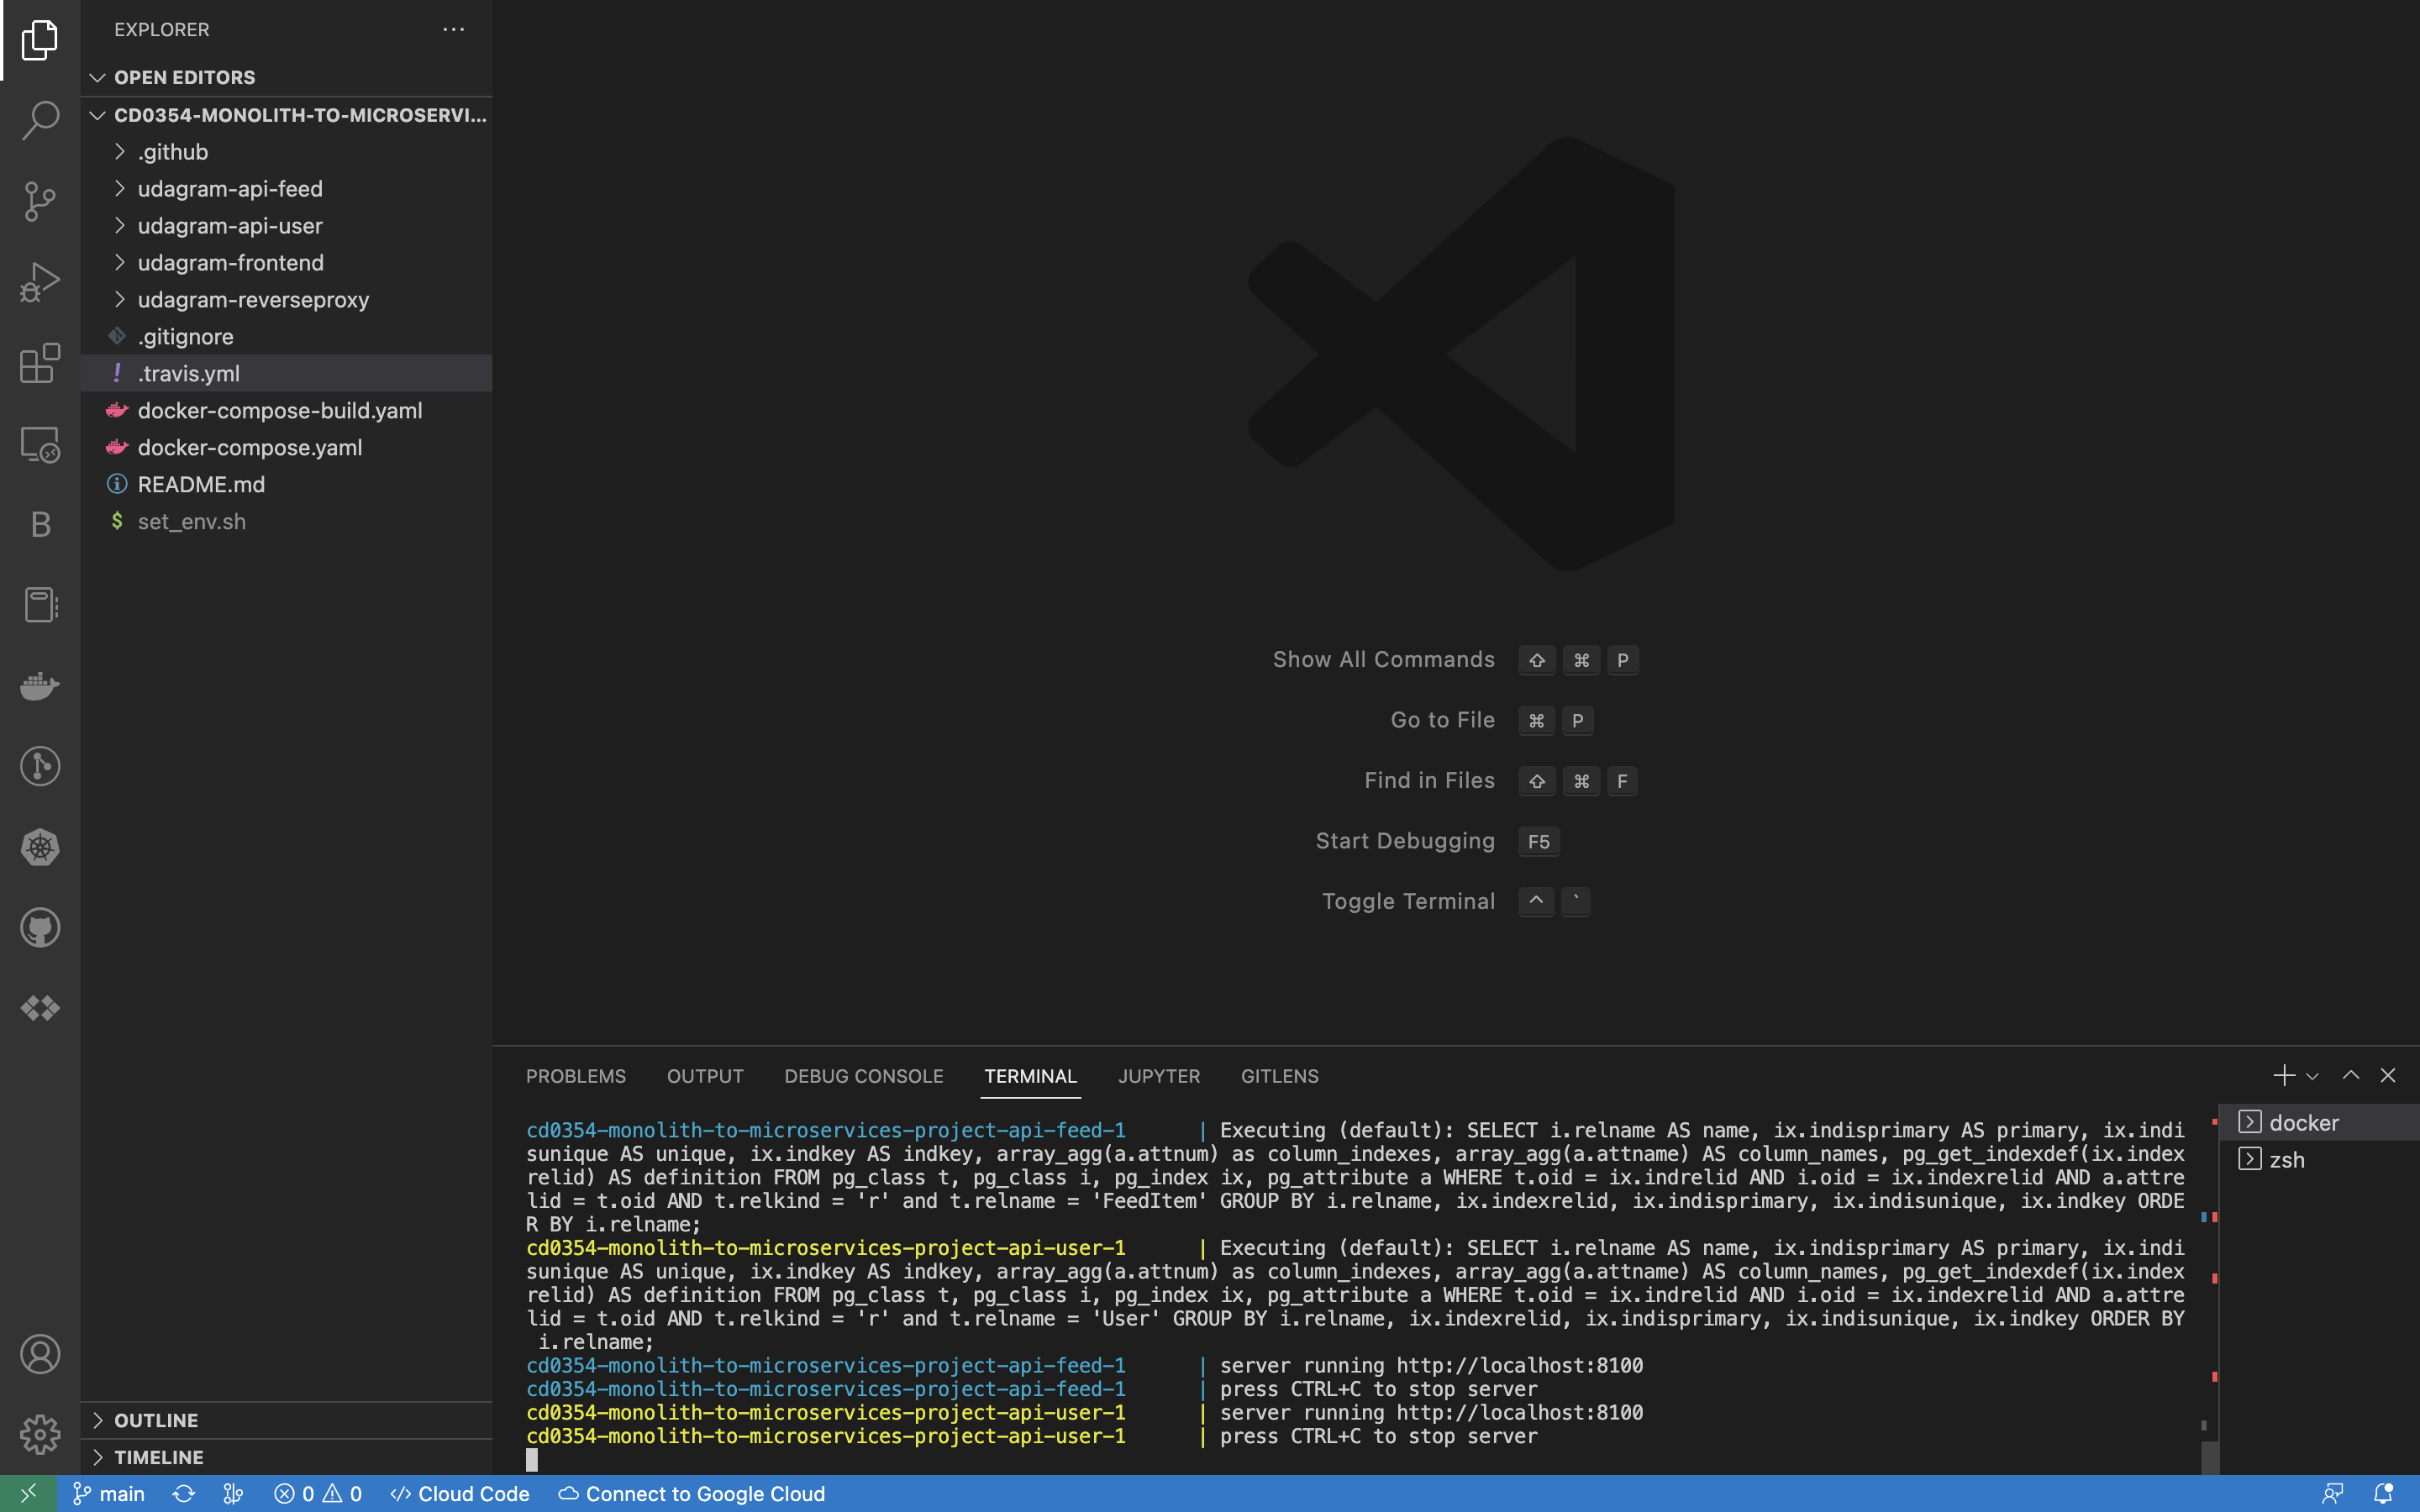 EXPLORER
OPEN EDITORS
CD0354-MONOLITH-TO-MICROSERVI...
.github
udagram-api-feed
udagram-api-user
udagram-frontend
udagram-reverseproxy
.gitignore
! .travis.yml
docker-compose-build.yaml
docker-compose.yaml
README.md
$ set_env.sh
B
OUTLINE
TIMELINE
Show All Commands ⇧ ⌘ P
Go to File ⌘ P
Find in Files ⇧ ⌘ F
Start Debugging F5
Toggle Terminal ^ `
PROBLEMS OUTPUT DEBUG CONSOLE TERMINAL JUPYTER GITLENS
cd0354-monolith-to-microservices-project-api-feed-1 | Executing (default): SELECT i.relname AS name, ix.indisprimary AS primary, ix.indi
sunique AS unique, ix.indkey AS indkey, array_agg(a.attnum) as column_indexes, array_agg(a.attname) AS column_names, pg_get_indexdef(ix.index
relid) AS definition FROM pg_class t, pg_class i, pg_index ix, pg_attribute a WHERE t.oid = ix.indrelid AND i.oid = ix.indexrelid AND a.attre
lid = t.oid AND t.relkind = 'r' and t.relname = 'FeedItem' GROUP BY i.relname, ix.indexrelid, ix.indisprimary, ix.indisunique, ix.indkey ORDE
R BY i.relname;
cd0354-monolith-to-microservices-project-api-user-1 | Executing (default): SELECT i.relname AS name, ix.indisprimary AS primary, ix.indi
sunique AS unique, ix.indkey AS indkey, array_agg(a.attnum) as column_indexes, array_agg(a.attname) AS column_names, pg_get_indexdef(ix.index
relid) AS definition FROM pg_class t, pg_class i, pg_index ix, pg_attribute a WHERE t.oid = ix.indrelid AND i.oid = ix.indexrelid AND a.attre
lid = t.oid AND t.relkind = 'r' and t.relname = 'User' GROUP BY i.relname, ix.indexrelid, ix.indisprimary, ix.indisunique, ix.indkey ORDER BY
i.relname;
cd0354-monolith-to-microservices-project-api-feed-1 | server running http://localhost:8100
cd0354-monolith-to-microservices-project-api-feed-1 | press CTRL+C to stop server
cd0354-monolith-to-microservices-project-api-user-1 | server running http://localhost:8100
cd0354-monolith-to-microservices-project-api-user-1 | press CTRL+C to stop server
docker
zsh
main 0 0 Cloud Code Connect to Google Cloud